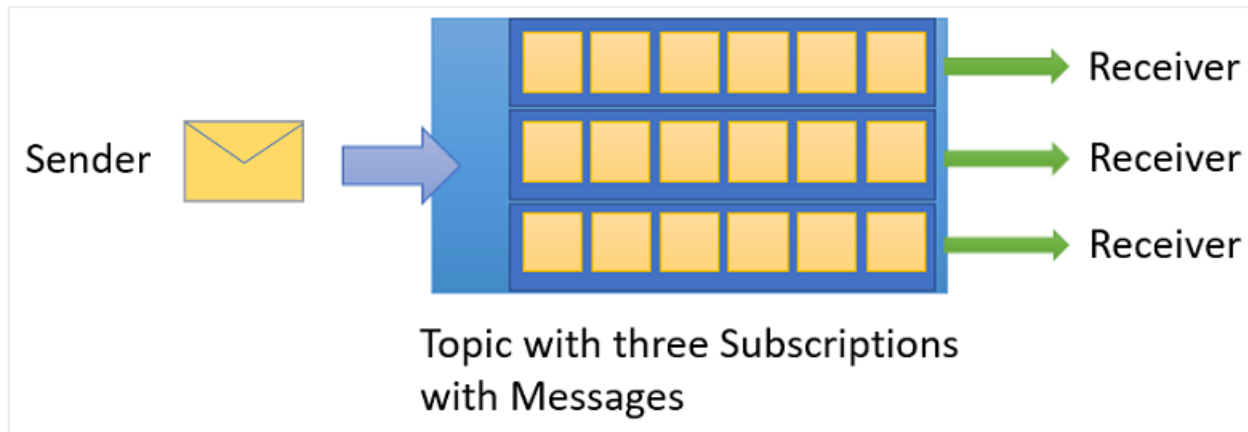 Sender
Receiver
Receiver
Receiver
Topic with three Subscriptions
with Messages